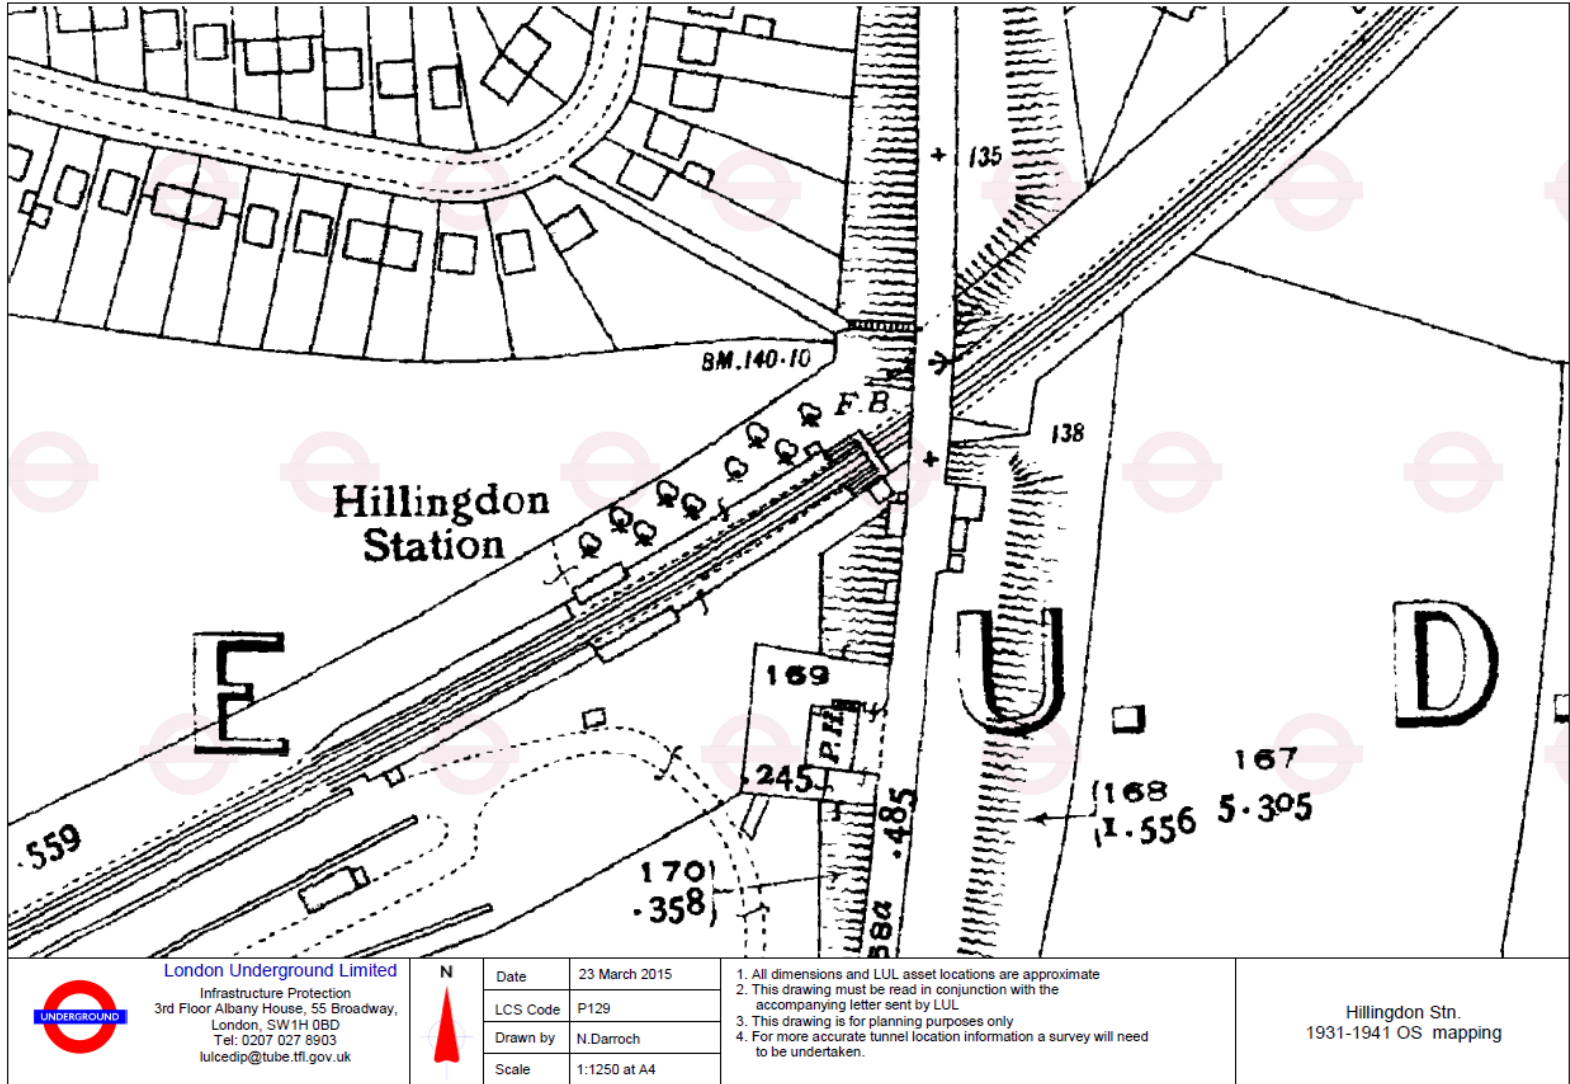 135
BM.140·10
F.B
138
Hillingdon
Station
E
U
D
169
P.H.
·245
·485
167
5·305
168
1·556
·559
170
·358
58a
UNDERGROUND
London Underground Limited
Infrastructure Protection
3rd Floor Albany House, 55 Broadway,
London, SW1H 0BD
Tel: 0207 027 8903
lulcedip@tube.tfl.gov.uk
N
Date 23 March 2015
LCS Code P129
Drawn by N.Darroch
Scale 1:1250 at A4
1. All dimensions and LUL asset locations are approximate
2. This drawing must be read in conjunction with the
accompanying letter sent by LUL
3. This drawing is for planning purposes only
4. For more accurate tunnel location information a survey will need
to be undertaken.
Hillingdon Stn.
1931-1941 OS mapping